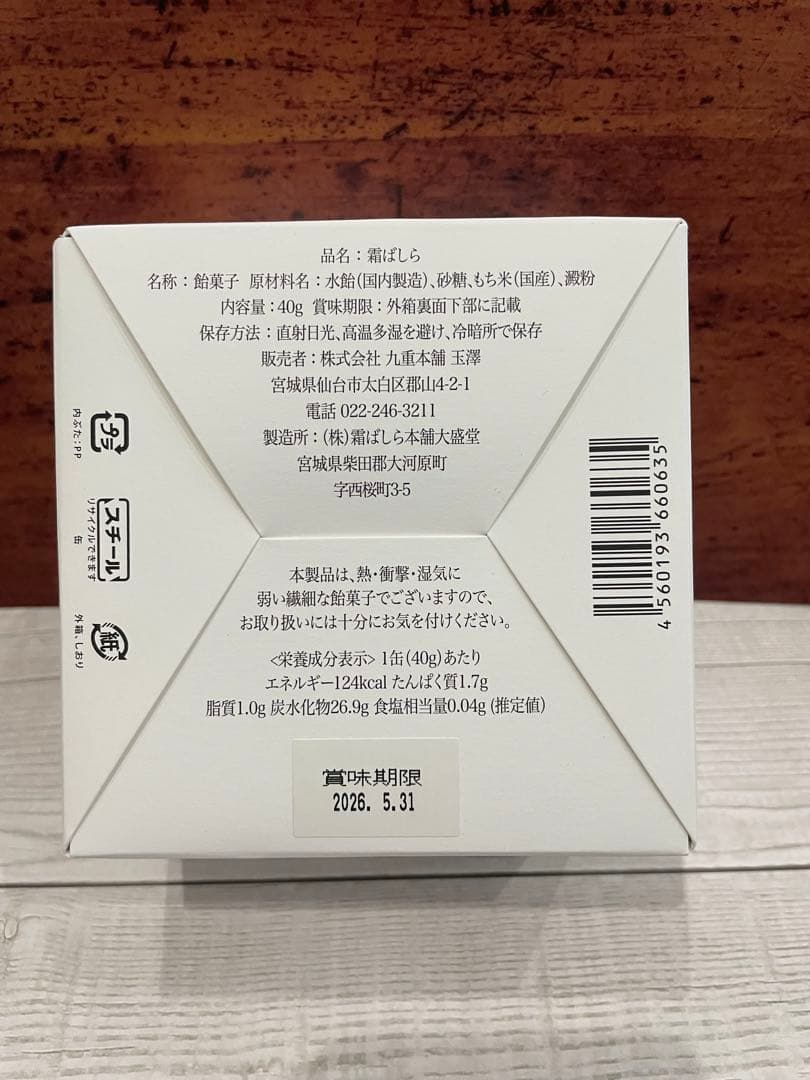 品名：霜ばしら
名称：飴菓子 原材料名：水飴(国内製造)、砂糖、もち米(国産)、澱粉
内容量：40g 賞味期限：外箱裏面下部に記載
保存方法：直射日光、高温多湿を避け、冷暗所で保存
販売者：株式会社 九重本舗 玉澤
宮城県仙台市太白区郡山4-2-1
電話 022-246-3211
製造所：(株)霜ばしら本舗大盛堂
宮城県柴田郡大河原町
字西桜町3-5
本製品は、熱・衝撃・湿気に
弱い繊細な飴菓子でございますので、
お取り扱いには十分にお気を付けください。
<栄養成分表示> 1缶(40g)あたり
エネルギー124kcal たんぱく質1.7g
脂質1.0g 炭水化物26.9g 食塩相当量0.04g (推定値)
賞味期限
2026. 5.31
プラ
内ぶた：PP
スチール
リサイクルできます
缶
紙
外箱、しおり
4 560193 660635